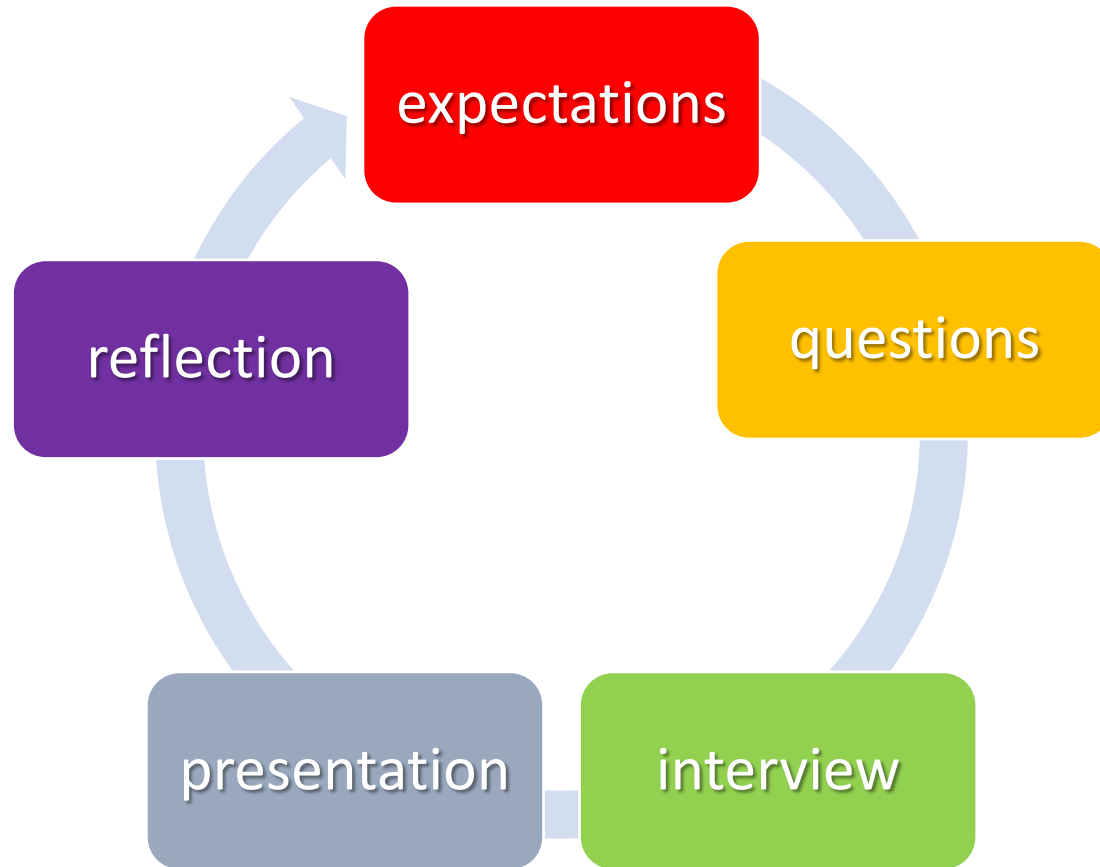 expectations
questions
interview
presentation
reflection